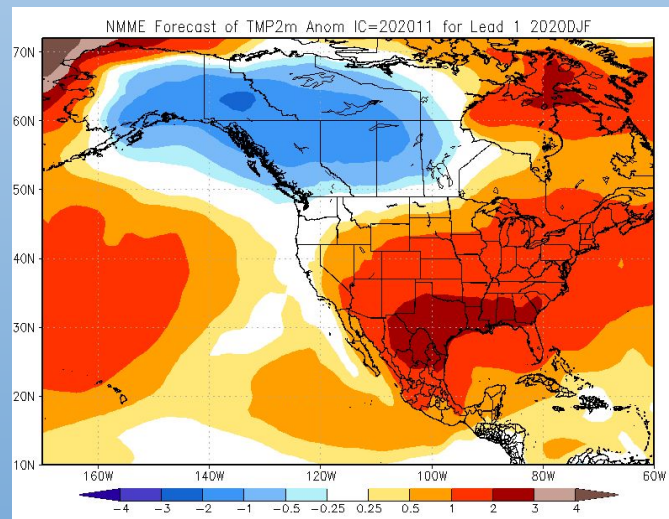 NMME Forecast of TMP2m Anom IC=202011 for Lead 1 2020DJF
70N
60N
50N
40N
30N
20N
10N
160W 140W 120W 100W 80W 60W
-4 -3 -2 -1 -0.5 -0.25 0.25 0.5 1 2 3 4